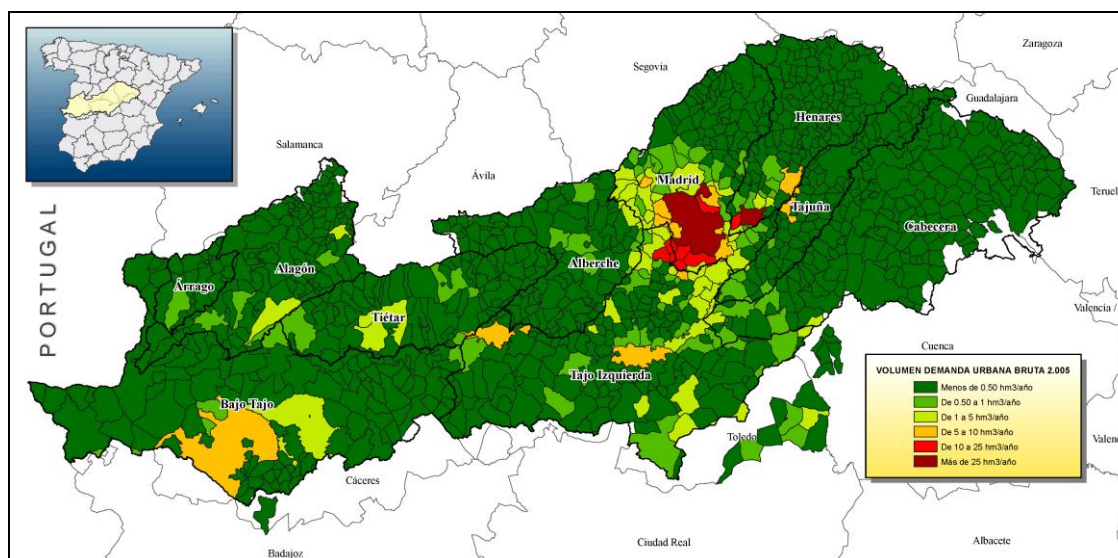 Zaragoza
Segovia
Guadalajara
Henares
Salamanca
Ávila
Madrid
Teruel
Tajuña
Cabecera
PORTUGAL
Alagón
Alberche
Árrago
Tiétar
Valencia /
Cuenca
Tajo Izquierda
Bajo Tajo
Toledo
Cáceres
Badajoz
Ciudad Real
Albacete
Valenc
VOLUMEN DEMANDA URBANA BRUTA 2.005
Menos de 0.50 hm3/año
De 0.50 a 1 hm3/año
De 1 a 5 hm3/año
De 5 a 10 hm3/año
De 10 a 25 hm3/año
Más de 25 hm3/año